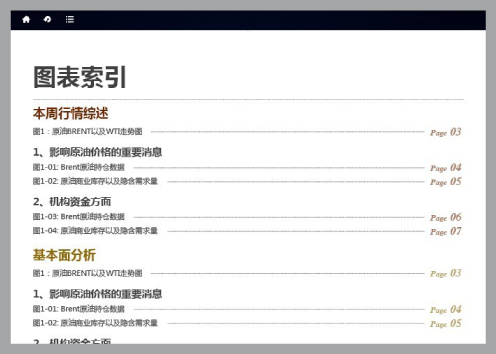 图表索引
本周行情综述
图1：原油BRENT以及WTI走势图 Page 03
1、影响原油价格的重要消息
图1-01: Brent原油持仓数据 Page 04
图1-02: 原油商业库存以及隐含需求量 Page 05
2、机构资金方面
图1-03: Brent原油持仓数据 Page 06
图1-04: 原油商业库存以及隐含需求量 Page 07
基本面分析
图1：原油BRENT以及WTI走势图 Page 03
1、影响原油价格的重要消息
图1-01: Brent原油持仓数据 Page 04
图1-02: 原油商业库存以及隐含需求量 Page 05
2、机构资金方面